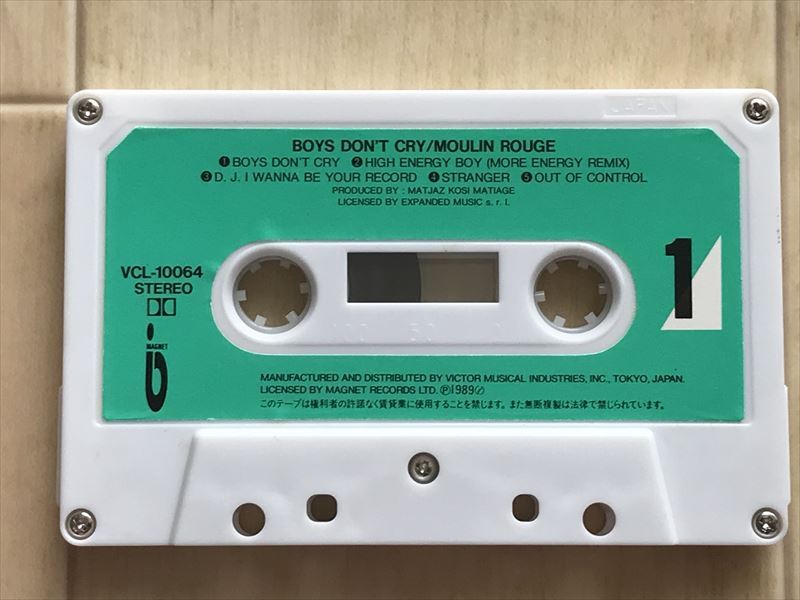 JAPAN
BOYS DON'T CRY/MOULIN ROUGE
❶BOYS DON'T CRY ❷HIGH ENERGY BOY (MORE ENERGY REMIX)
❸D. J. I WANNA BE YOUR RECORD ❹STRANGER ❺OUT OF CONTROL
PRODUCED BY : MATJAZ KOSI MATIAGE
LICENSED BY EXPANDED MUSIC s. r. l.
VCL-10064
STEREO
1
100 50 0
MAGNET
MANUFACTURED AND DISTRIBUTED BY VICTOR MUSICAL INDUSTRIES, INC., TOKYO, JAPAN.
LICENSED BY MAGNET RECORDS LTD. Ⓟ1989
このテープは権利者の許諾なく賃貸業に使用することを禁じます。また無断複製は法律で禁じられています。